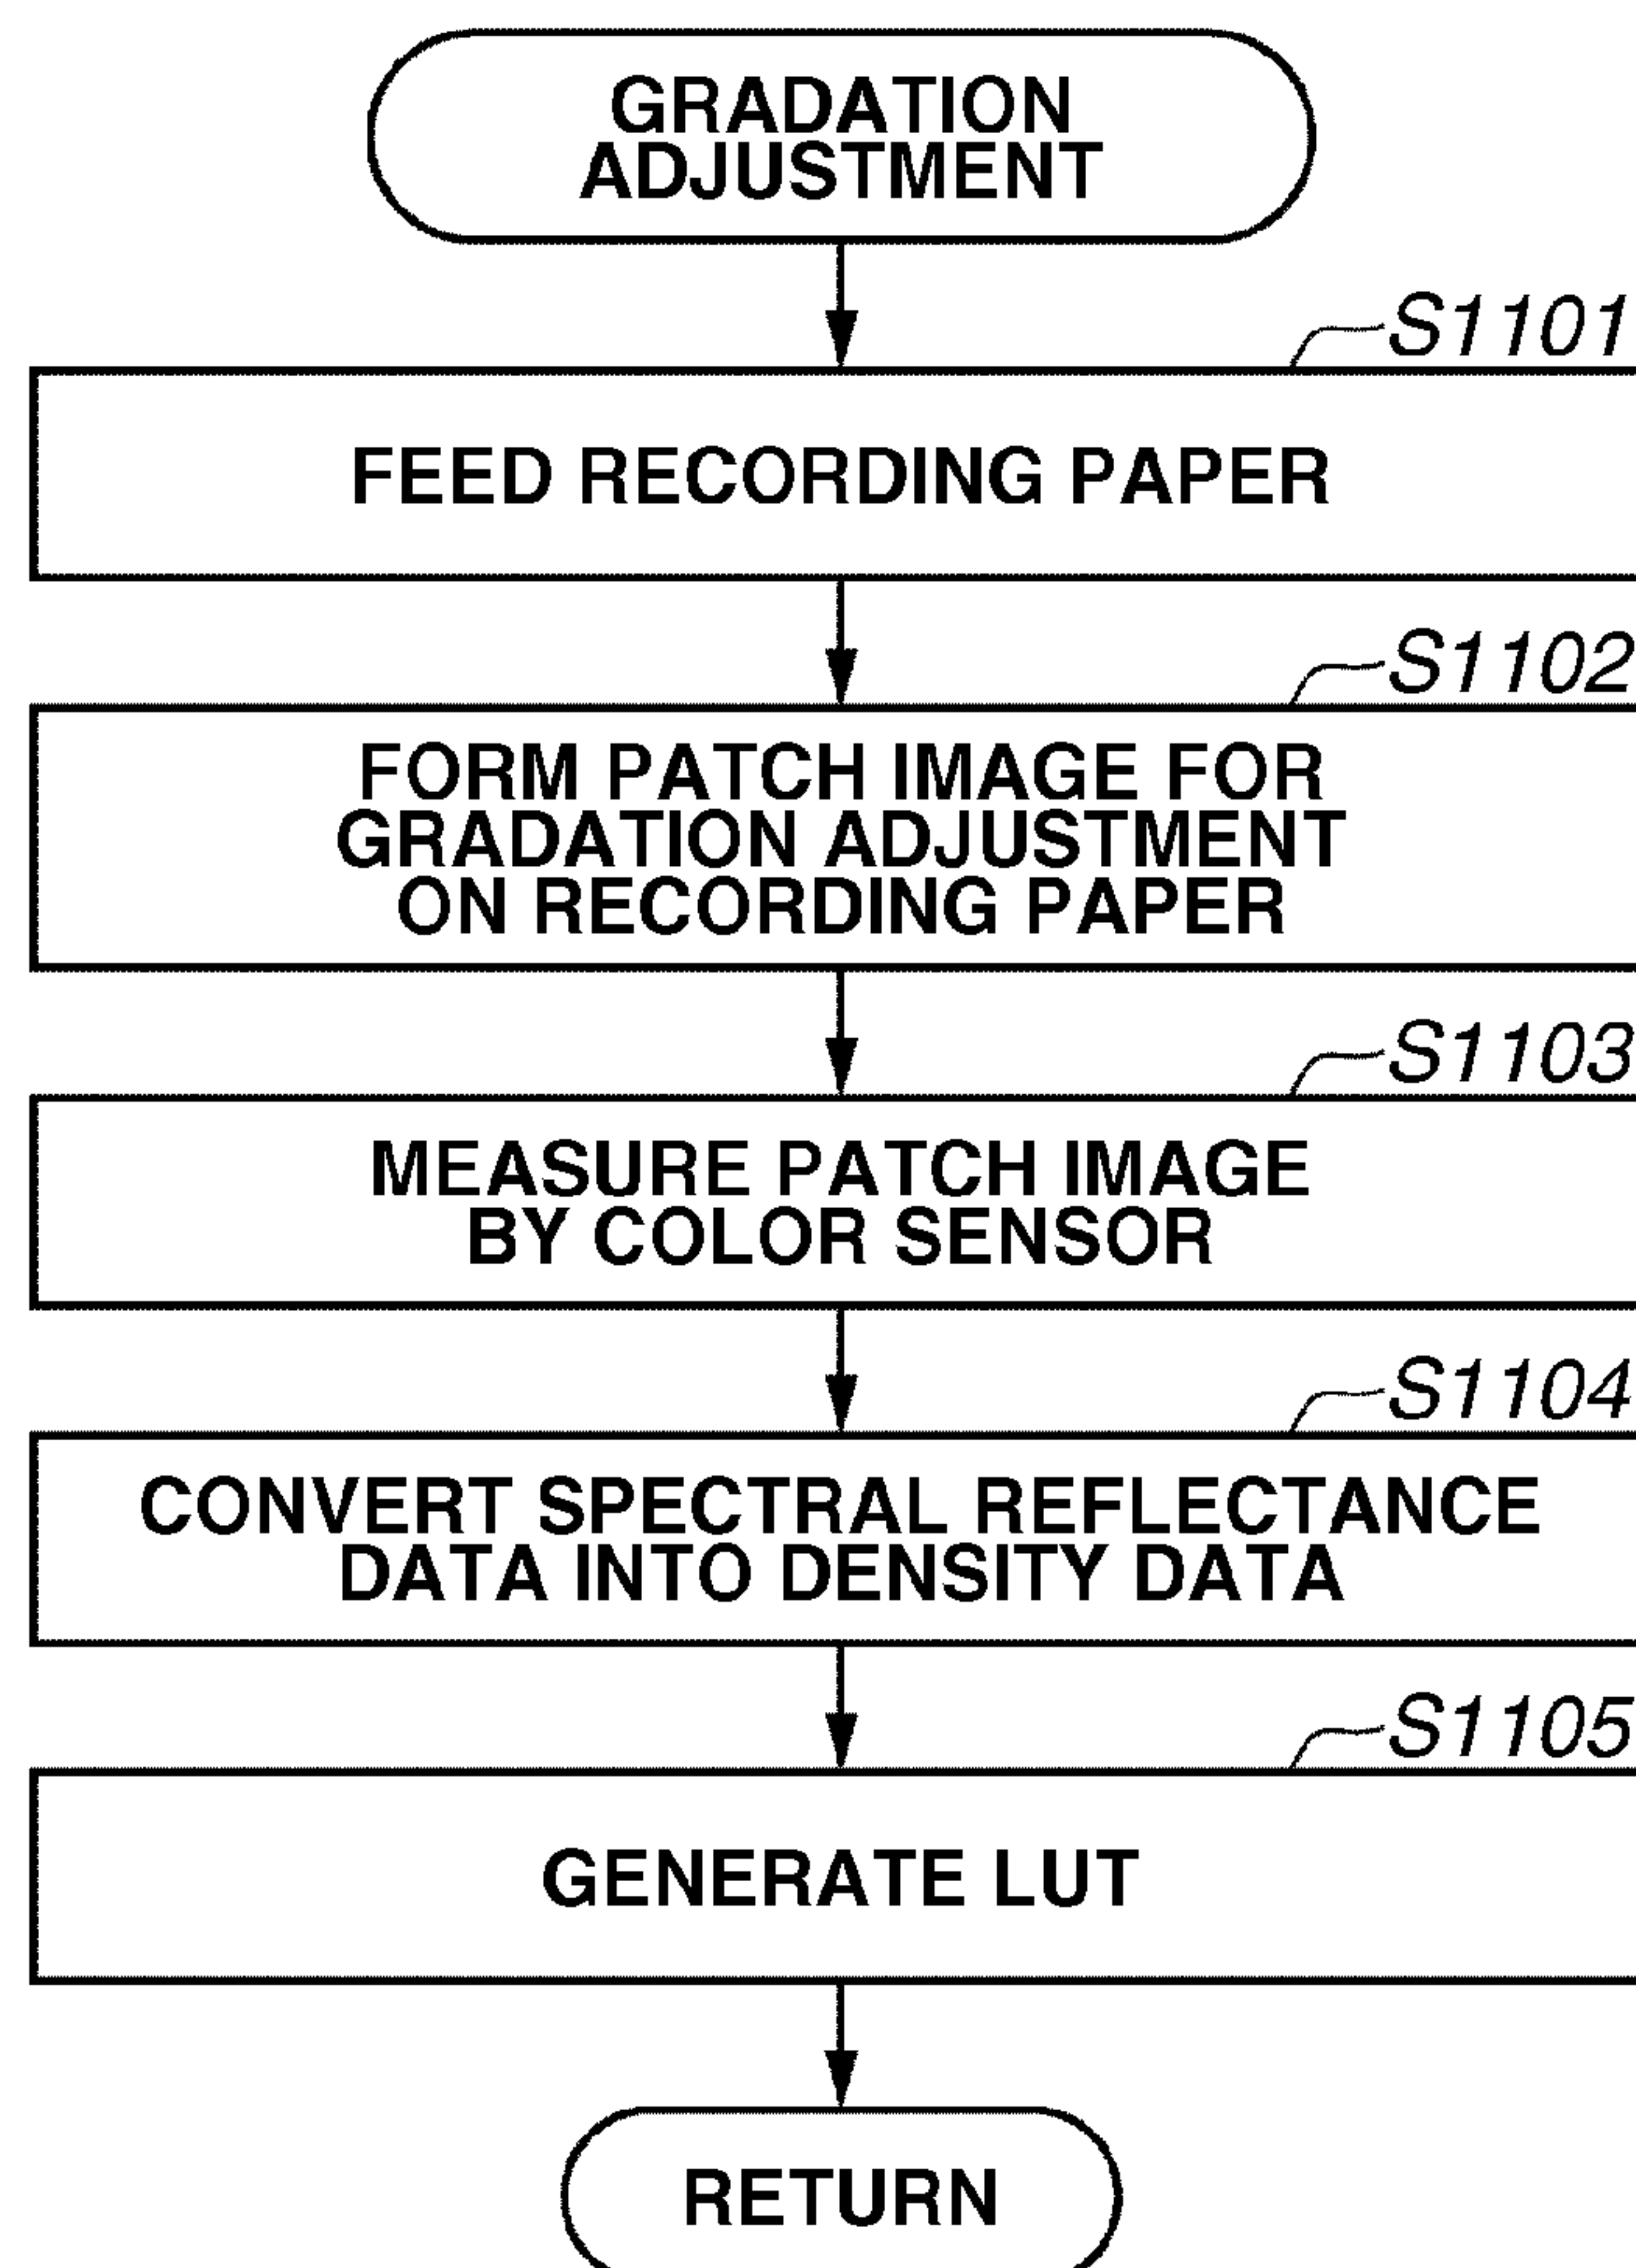 GRADATION
ADJUSTMENT
S1101
FEED RECORDING PAPER
S1102
FORM PATCH IMAGE FOR
GRADATION ADJUSTMENT
ON RECORDING PAPER
S1103
MEASURE PATCH IMAGE
BY COLOR SENSOR
S1104
CONVERT SPECTRAL REFLECTANCE
DATA INTO DENSITY DATA
S1105
GENERATE LUT
RETURN